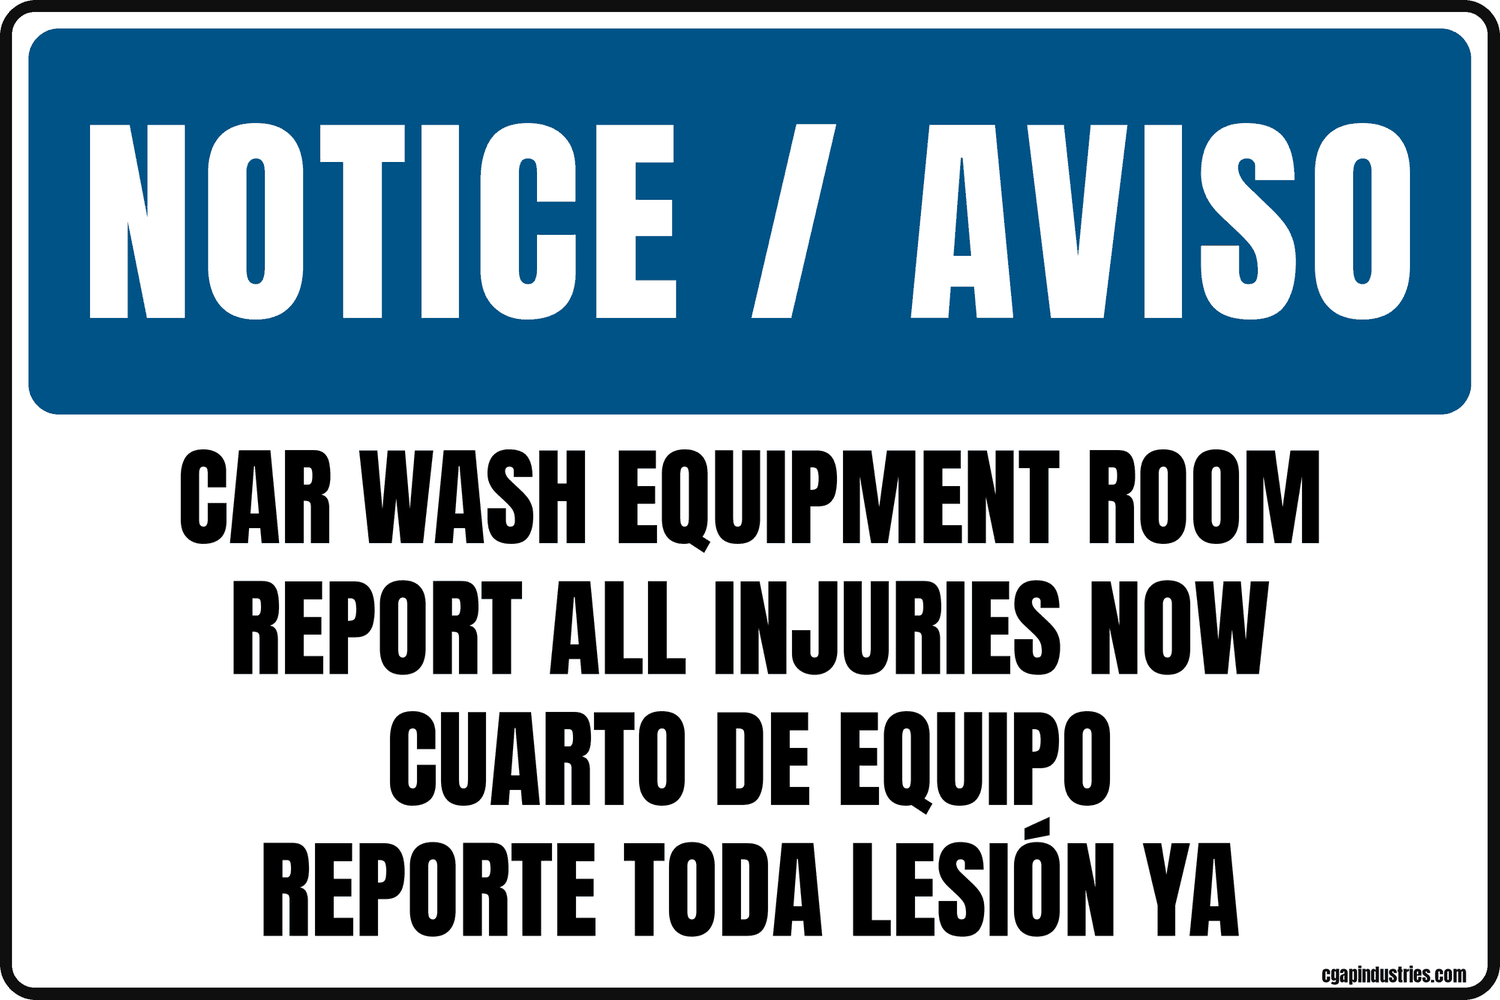 NOTICE / AVISO
CAR WASH EQUIPMENT ROOM
REPORT ALL INJURIES NOW
CUARTO DE EQUIPO
REPORTE TODA LESIÓN YA
cgapindustries.com